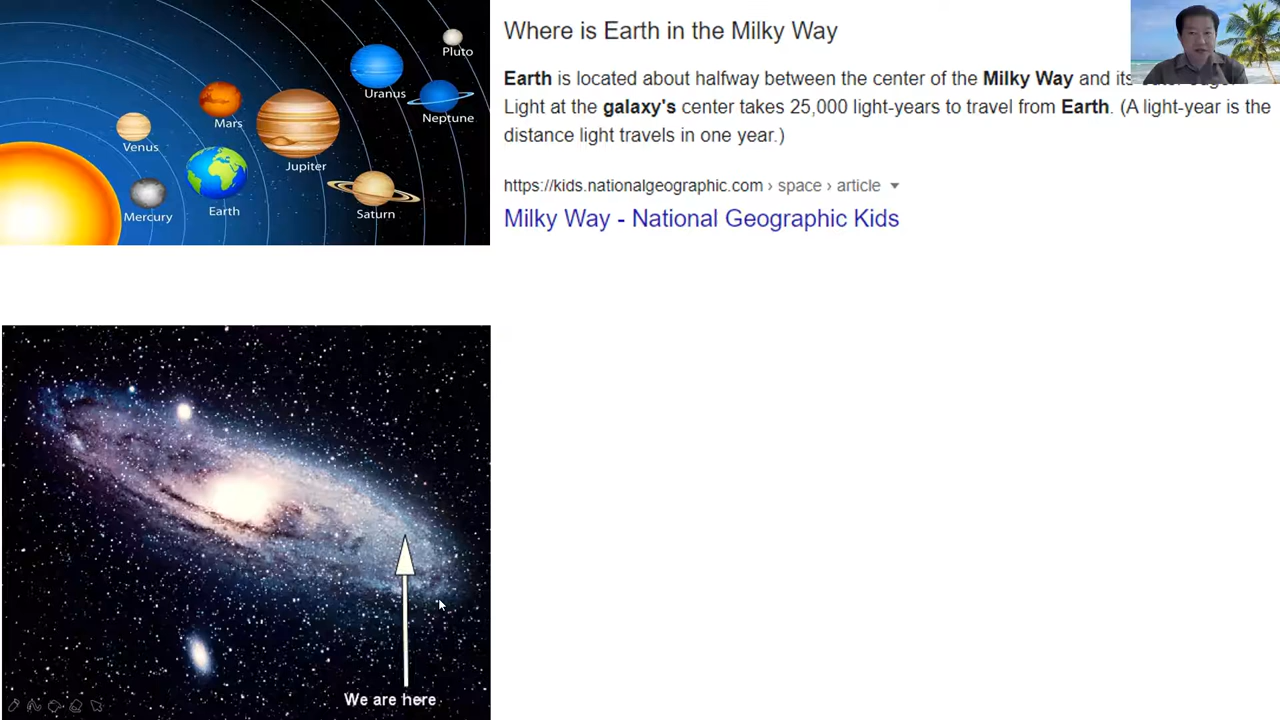 Pluto
Uranus
Neptune
Mars
Venus
Jupiter
Mercury
Earth
Saturn
Where is Earth in the Milky Way
Earth is located about halfway between the center of the Milky Way and its
Light at the galaxy's center takes 25,000 light-years to travel from Earth. (A light-year is the
distance light travels in one year.)
https://kids.nationalgeographic.com › space › article
Milky Way - National Geographic Kids
We are here